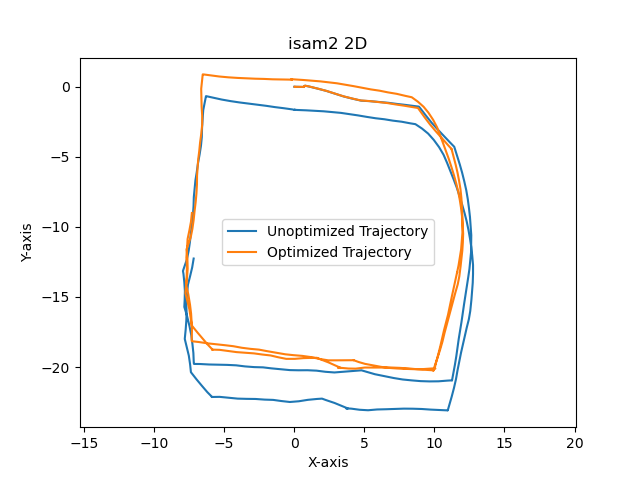 isam2 2D
0
−5
−10
−15
−20
Y-axis
Unoptimized Trajectory
Optimized Trajectory
−15
−10
−5
0
5
10
15
20
X-axis